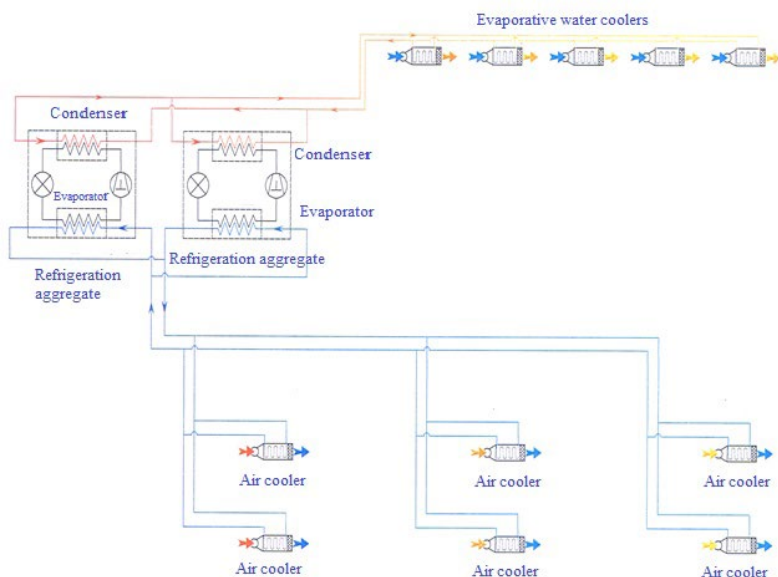 Evaporative water coolers
Condenser
Condenser
Evaporator
Evaporator
Refrigeration aggregate
Refrigeration
aggregate
Air cooler
Air cooler
Air cooler
Air cooler
Air cooler
Air cooler